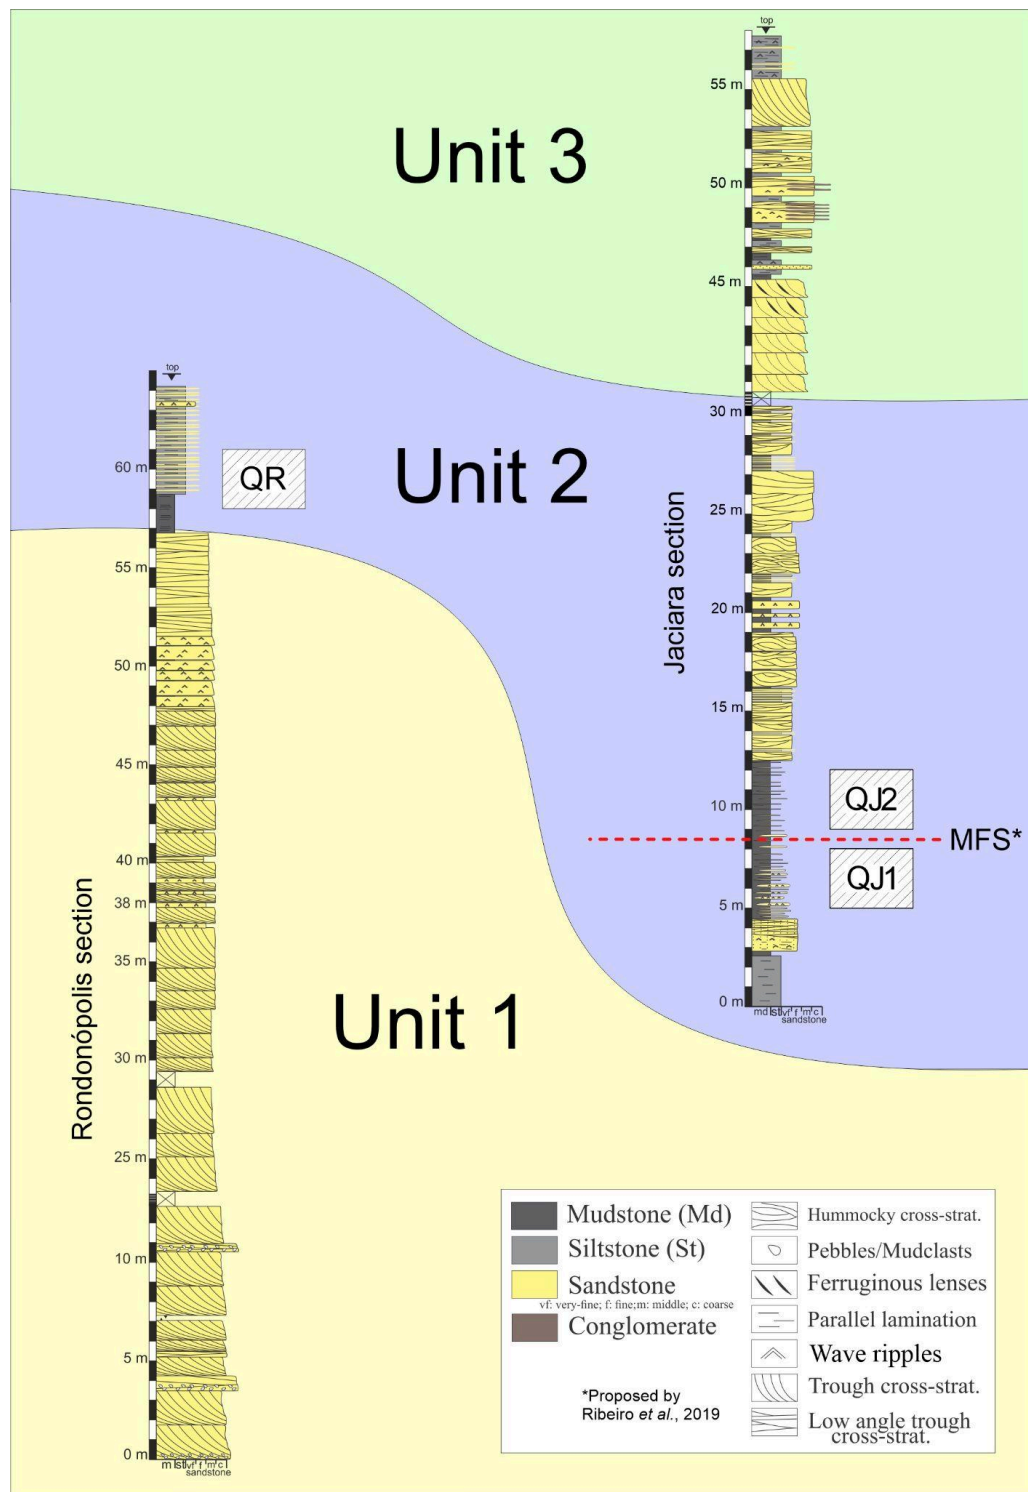 Unit 3
Unit 2
Unit 1
Rondonópolis section
top
60 m
55 m
50 m
45 m
40 m
38 m
35 m
30 m
25 m
10 m
5 m
0 m
m st vf f m c
sandstone
QR
Jaciara section
top
55 m
50 m
45 m
30 m
25 m
20 m
15 m
10 m
5 m
0 m
md st vf f m c
sandstone
QJ2
MFS*
QJ1
Mudstone (Md)
Siltstone (St)
Sandstone
vf: very-fine; f: fine;m: middle; c: coarse
Conglomerate
*Proposed by
Ribeiro et al., 2019
Hummocky cross-strat.
Pebbles/Mudclasts
Ferruginous lenses
Parallel lamination
Wave ripples
Trough cross-strat.
Low angle trough
cross-strat.